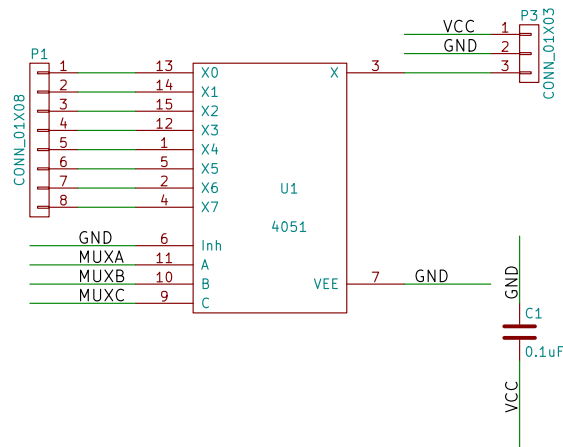 VCC 1 P3
GND 2
3 X 3
CONN_01X03
P1
CONN_01X08
1 13 X0
2 14 X1
3 15 X2
4 12 X3
5 1 X4
6 5 X5
7 2 X6
8 4 X7
U1
4051
GND 6 Inh
MUXA 11 A
MUXB 10 B
MUXC 9 C
VEE 7 GND
GND
C1
0.1uF
VCC